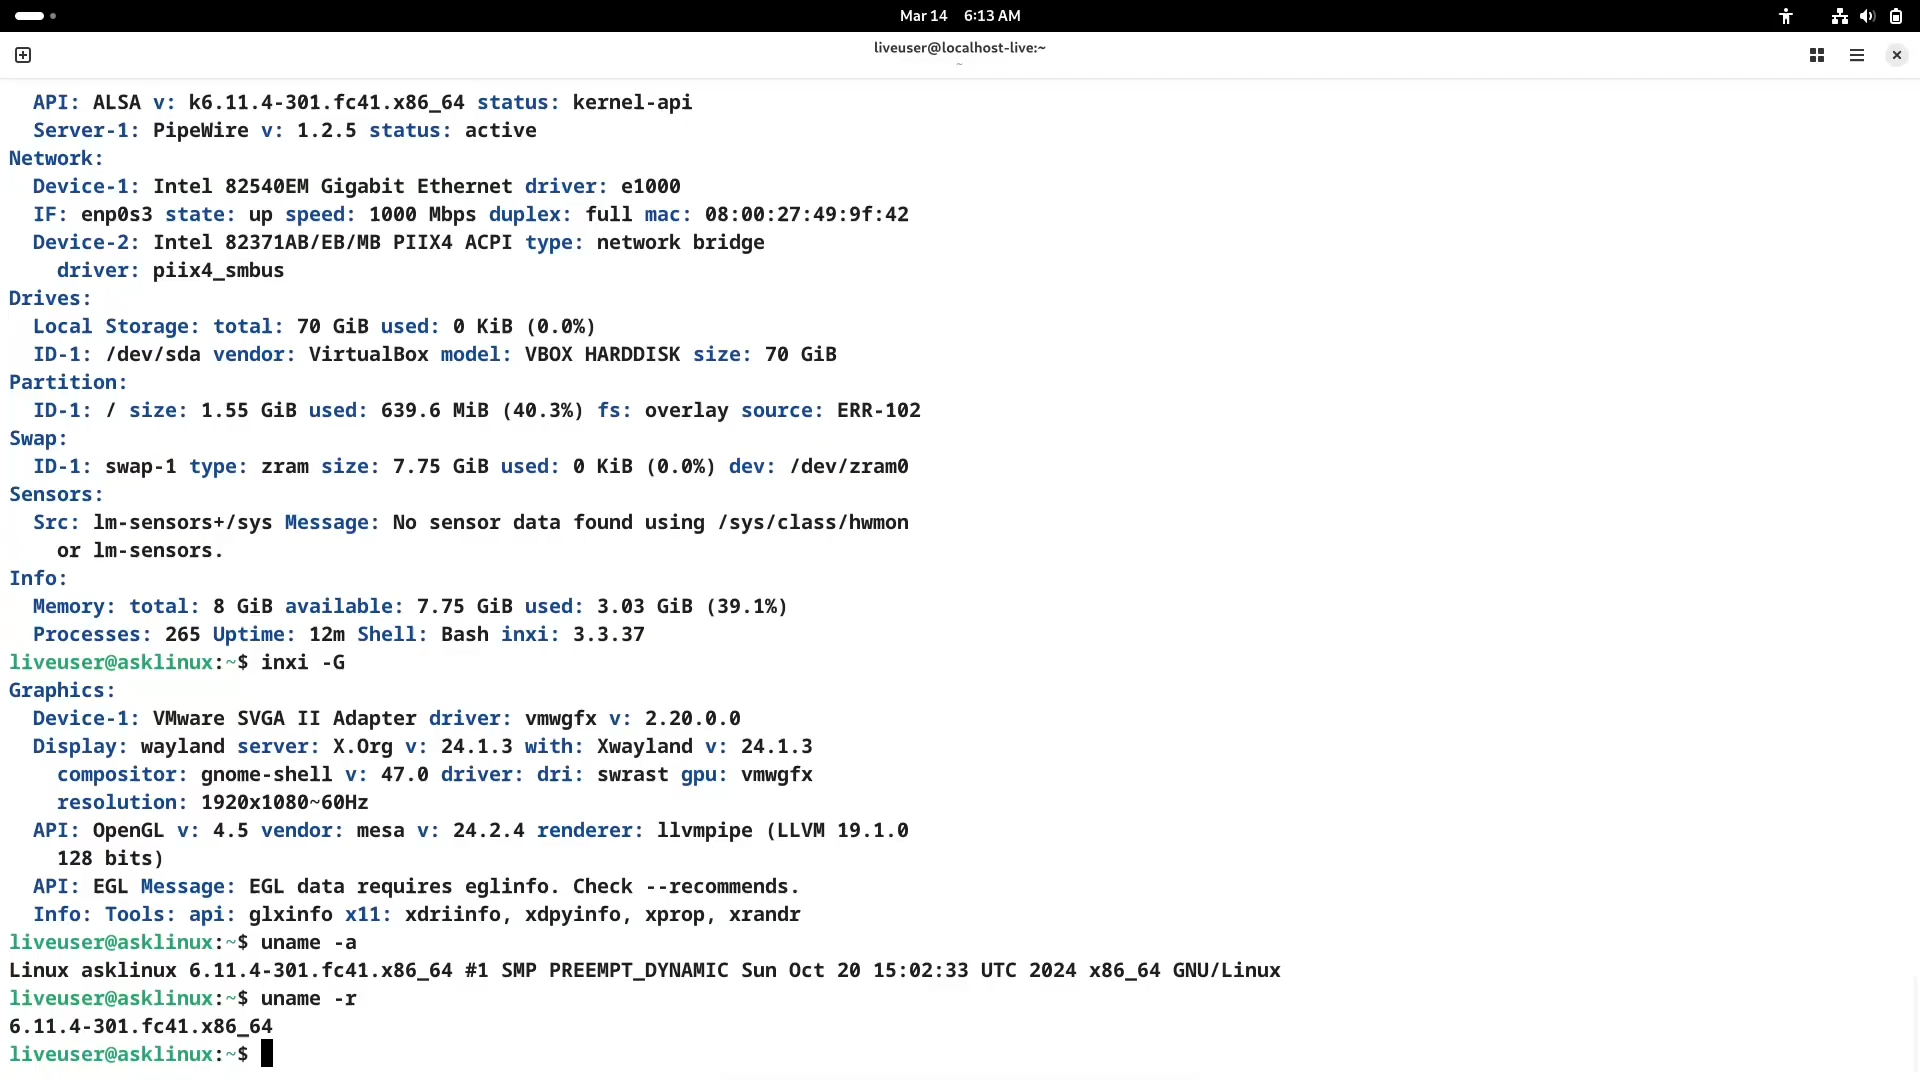 Mar 14 6:13 AM
liveuser@localhost-live:~
~
API: ALSA v: k6.11.4-301.fc41.x86_64 status: kernel-api
Server-1: PipeWire v: 1.2.5 status: active
Network:
Device-1: Intel 82540EM Gigabit Ethernet driver: e1000
IF: enp0s3 state: up speed: 1000 Mbps duplex: full mac: 08:00:27:49:9f:42
Device-2: Intel 82371AB/EB/MB PIIX4 ACPI type: network bridge
driver: piix4_smbus
Drives:
Local Storage: total: 70 GiB used: 0 KiB (0.0%)
ID-1: /dev/sda vendor: VirtualBox model: VBOX HARDDISK size: 70 GiB
Partition:
ID-1: / size: 1.55 GiB used: 639.6 MiB (40.3%) fs: overlay source: ERR-102
Swap:
ID-1: swap-1 type: zram size: 7.75 GiB used: 0 KiB (0.0%) dev: /dev/zram0
Sensors:
Src: lm-sensors+/sys Message: No sensor data found using /sys/class/hwmon
or lm-sensors.
Info:
Memory: total: 8 GiB available: 7.75 GiB used: 3.03 GiB (39.1%)
Processes: 265 Uptime: 12m Shell: Bash inxi: 3.3.37
liveuser@asklinux:~$ inxi -G
Graphics:
Device-1: VMware SVGA II Adapter driver: vmwgfx v: 2.20.0.0
Display: wayland server: X.Org v: 24.1.3 with: Xwayland v: 24.1.3
compositor: gnome-shell v: 47.0 driver: dri: swrast gpu: vmwgfx
resolution: 1920x1080~60Hz
API: OpenGL v: 4.5 vendor: mesa v: 24.2.4 renderer: llvmpipe (LLVM 19.1.0
128 bits)
API: EGL Message: EGL data requires eglinfo. Check --recommends.
Info: Tools: api: glxinfo x11: xdriinfo, xdpyinfo, xprop, xrandr
liveuser@asklinux:~$ uname -a
Linux asklinux 6.11.4-301.fc41.x86_64 #1 SMP PREEMPT_DYNAMIC Sun Oct 20 15:02:33 UTC 2024 x86_64 GNU/Linux
liveuser@asklinux:~$ uname -r
6.11.4-301.fc41.x86_64
liveuser@asklinux:~$